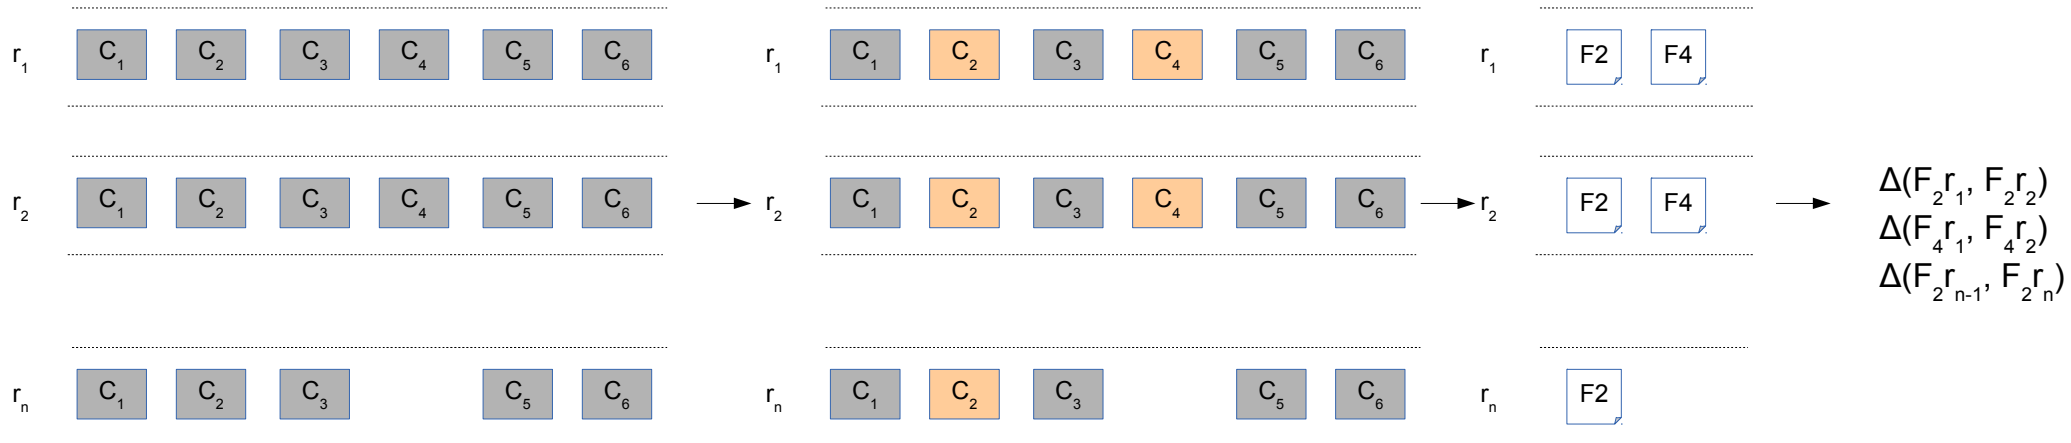 r₁ C₁ C₂ C₃ C₄ C₅ C₆ r₁ C₁ C₂ C₃ C₄ C₅ C₆ r₁ F2 F4
r₂ C₁ C₂ C₃ C₄ C₅ C₆ r₂ C₁ C₂ C₃ C₄ C₅ C₆ r₂ F2 F4
Δ(F₂r₁, F₂r₂)
Δ(F₄r₁, F₄r₂)
Δ(F₂rₙ₋₁, F₂rₙ)
rₙ C₁ C₂ C₃ C₅ C₆ rₙ C₁ C₂ C₃ C₅ C₆ rₙ F2